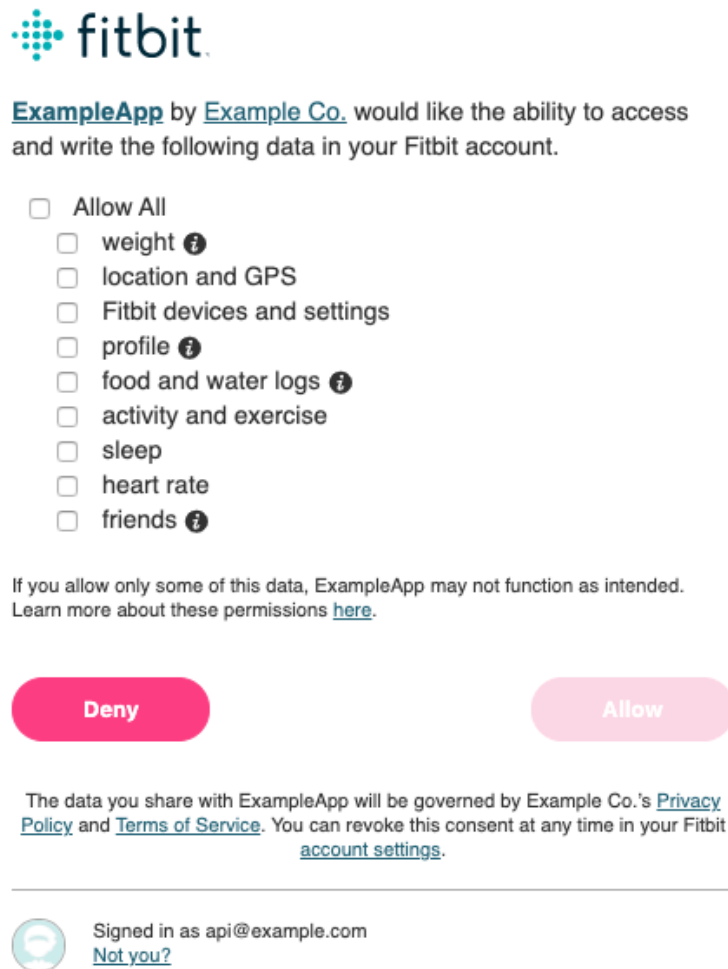 fitbit
ExampleApp by Example Co. would like the ability to access
and write the following data in your Fitbit account.
Allow All
weight
location and GPS
Fitbit devices and settings
profile
food and water logs
activity and exercise
sleep
heart rate
friends
If you allow only some of this data, ExampleApp may not function as intended.
Learn more about these permissions here.
Deny
Allow
The data you share with ExampleApp will be governed by Example Co.'s Privacy
Policy and Terms of Service. You can revoke this consent at any time in your Fitbit
account settings.
Signed in as api@example.com
Not you?